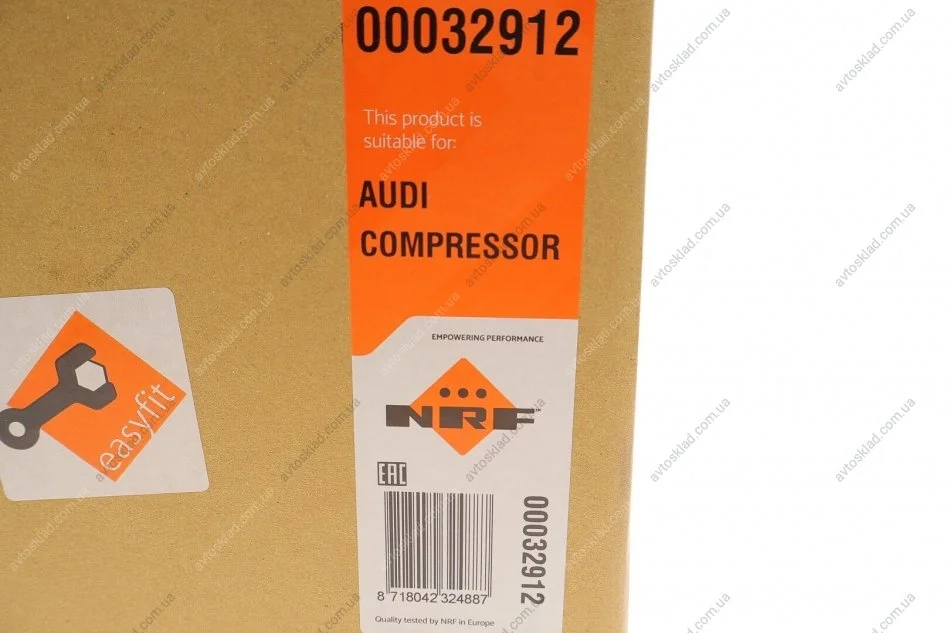 00032912
This product is
suitable for:
AUDI
COMPRESSOR
EMPOWERING PERFORMANCE
NRF™
easyfit
EAC
8 718042 324887
00032912
Quality tested by NRF in Europe
avtosklad.com.ua